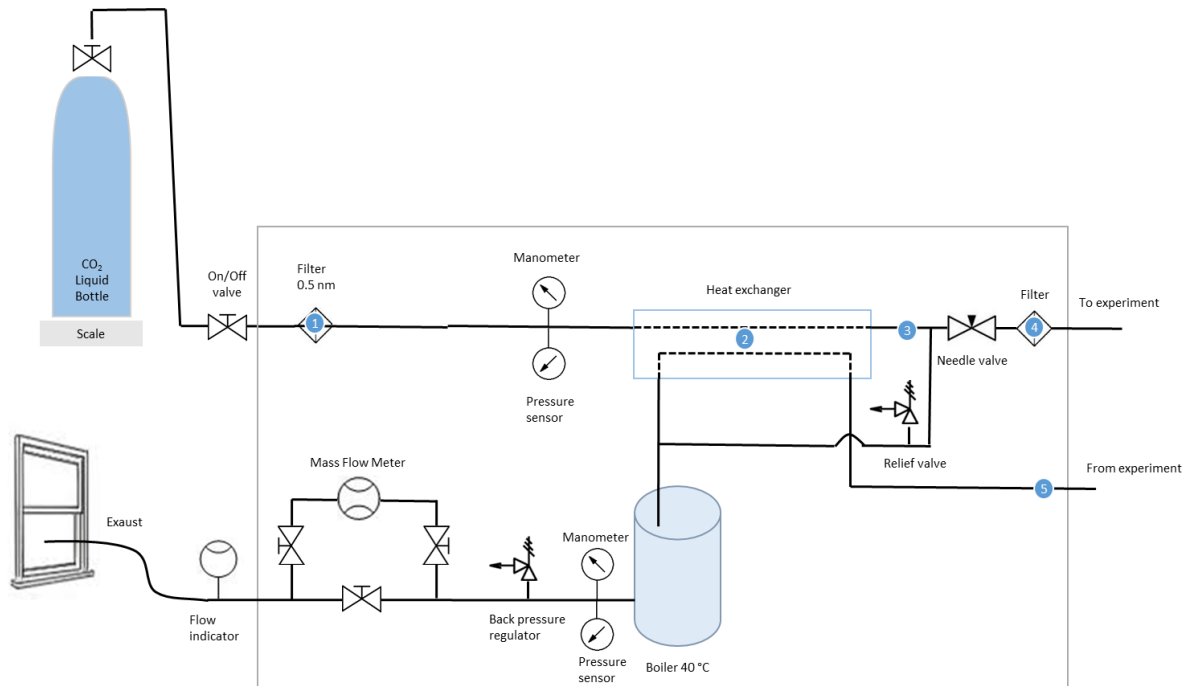 CO₂
Liquid
Bottle
Scale
On/Off
valve
Filter
0.5 nm
1
Manometer
Pressure
sensor
Heat exchanger
2
3
Needle valve
Filter
4
To experiment
Relief valve
From experiment
5
Exaust
Flow
indicator
Mass Flow Meter
Back pressure
regulator
Manometer
Pressure
sensor
Boiler 40 °C